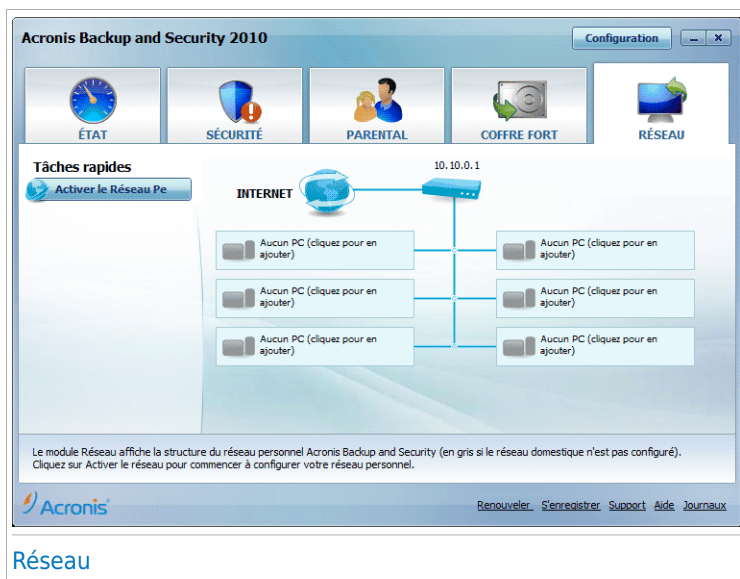 Acronis Backup and Security 2010
Configuration
ÉTAT
SÉCURITÉ
PARENTAL
COFFRE FORT
RÉSEAU
Tâches rapides
Activer le Réseau Pe
10.10.0.1
INTERNET
Aucun PC (cliquez pour en
ajouter)
Aucun PC (cliquez pour en
ajouter)
Aucun PC (cliquez pour en
ajouter)
Aucun PC (cliquez pour en
ajouter)
Aucun PC (cliquez pour en
ajouter)
Aucun PC (cliquez pour en
ajouter)
Le module Réseau affiche la structure du réseau personnel Acronis Backup and Security (en gris si le réseau domestique n'est pas configuré).
Cliquez sur Activer le réseau pour commencer à configurer votre réseau personnel.
Acronis
Renouveler S'enregistrer Support Aide Journaux
Réseau